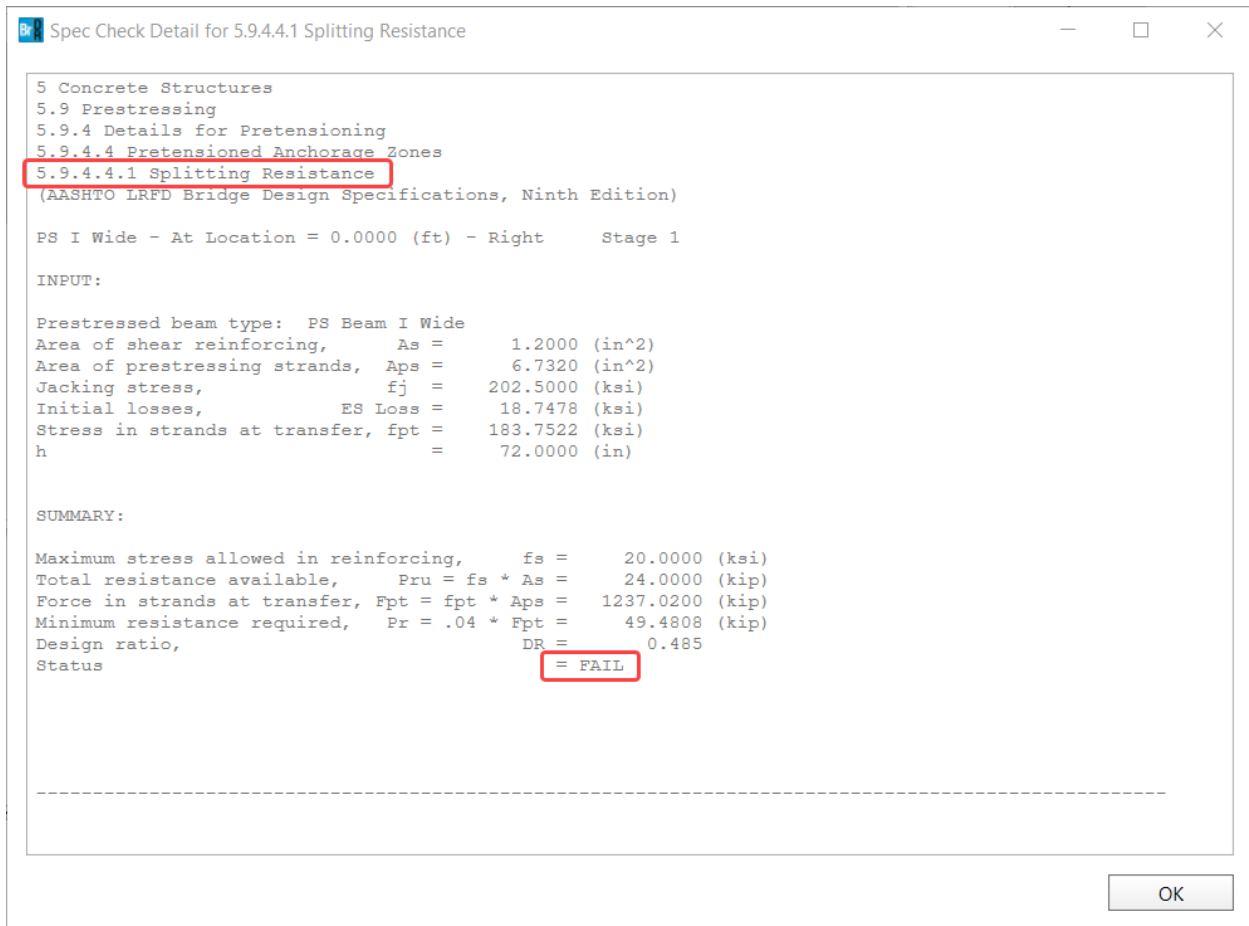 BrDR Spec Check Detail for 5.9.4.4.1 Splitting Resistance
5 Concrete Structures
5.9 Prestressing
5.9.4 Details for Pretensioning
5.9.4.4 Pretensioned Anchorage Zones
5.9.4.4.1 Splitting Resistance
(AASHTO LRFD Bridge Design Specifications, Ninth Edition)
PS I Wide - At Location = 0.0000 (ft) - Right Stage 1
INPUT:
Prestressed beam type: PS Beam I Wide
Area of shear reinforcing, As = 1.2000 (in^2)
Area of prestressing strands, Aps = 6.7320 (in^2)
Jacking stress, fj = 202.5000 (ksi)
Initial losses, ES Loss = 18.7478 (ksi)
Stress in strands at transfer, fpt = 183.7522 (ksi)
h = 72.0000 (in)
SUMMARY:
Maximum stress allowed in reinforcing, fs = 20.0000 (ksi)
Total resistance available, Pru = fs * As = 24.0000 (kip)
Force in strands at transfer, Fpt = fpt * Aps = 1237.0200 (kip)
Minimum resistance required, Pr = .04 * Fpt = 49.4808 (kip)
Design ratio, DR = 0.485
Status = FAIL
OK